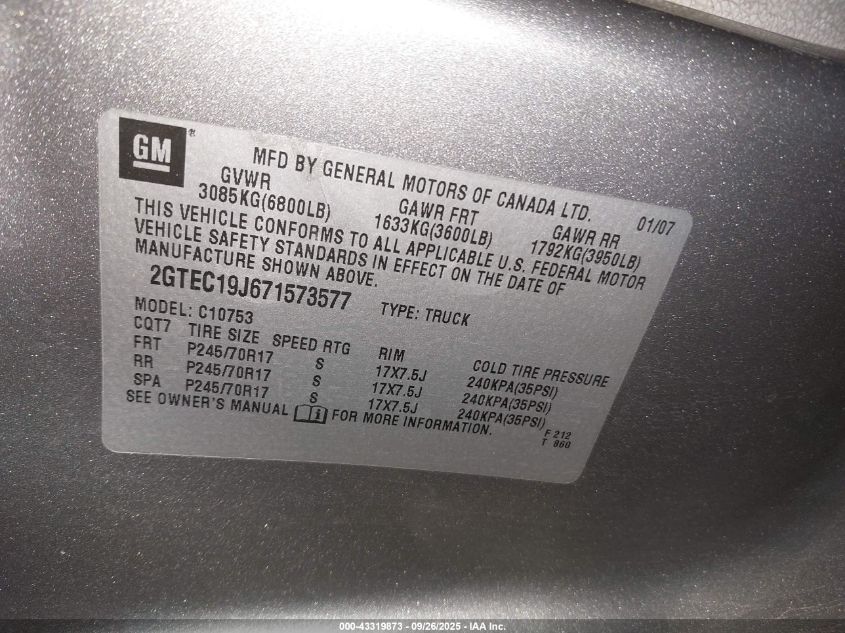 GM®
MFD BY GENERAL MOTORS OF CANADA LTD. 01/07
GVWR GAWR FRT GAWR RR
3085KG(6800LB) 1633KG(3600LB) 1792KG(3950LB)
THIS VEHICLE CONFORMS TO ALL APPLICABLE U.S. FEDERAL MOTOR
VEHICLE SAFETY STANDARDS IN EFFECT ON THE DATE OF
MANUFACTURE SHOWN ABOVE.
2GTEC19J671573577 TYPE: TRUCK
MODEL: C10753
CQT7 TIRE SIZE SPEED RTG RIM COLD TIRE PRESSURE
FRT P245/70R17 S 17X7.5J 240KPA(35PSI)
RR P245/70R17 S 17X7.5J 240KPA(35PSI)
SPA P245/70R17 S 17X7.5J 240KPA(35PSI)
SEE OWNER'S MANUAL FOR MORE INFORMATION.
F 212
T 860
000-43319873 - 09/26/2025 - IAA Inc.